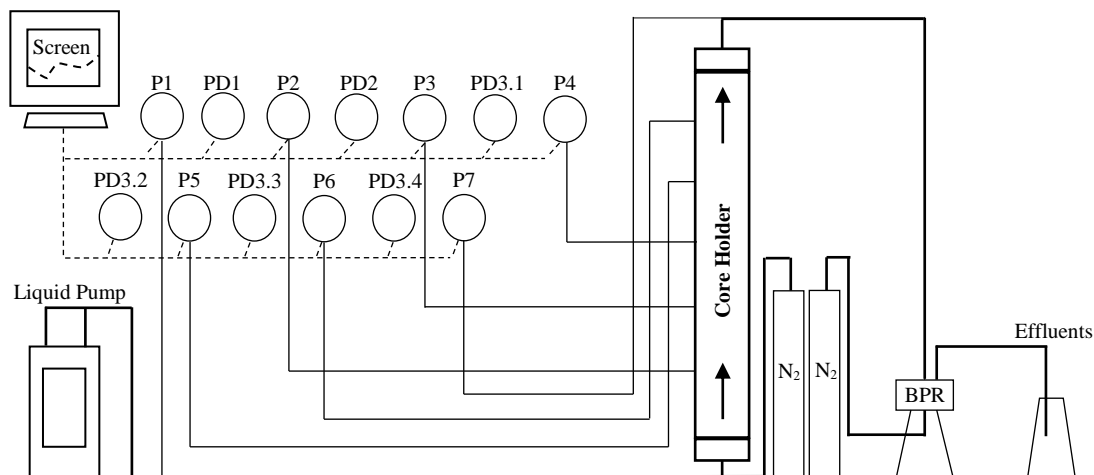 Screen
P1 PD1 P2 PD2 P3 PD3.1 P4
PD3.2 P5 PD3.3 P6 PD3.4 P7
Core Holder
Liquid Pump
Effluents
N₂ N₂
BPR